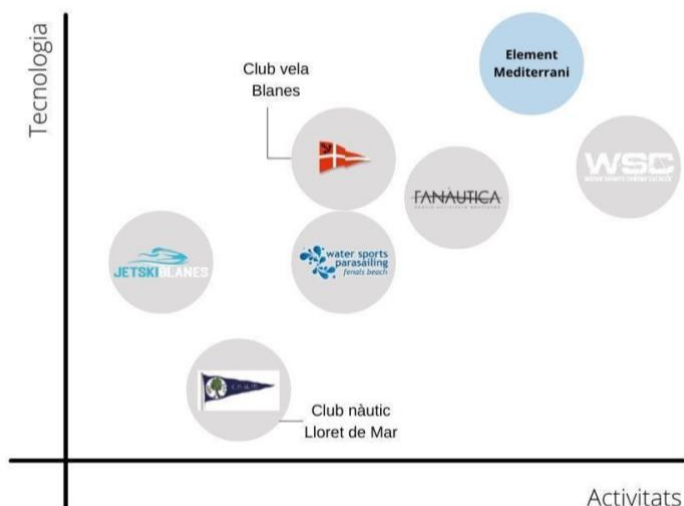 Tecnologia
Element
Mediterrani
Club vela
Blanes
WSC
FANÀUTICA
water sports
parasailing
fenals beach
JETSKIBLANES
Club nàutic
Lloret de Mar
Activitats